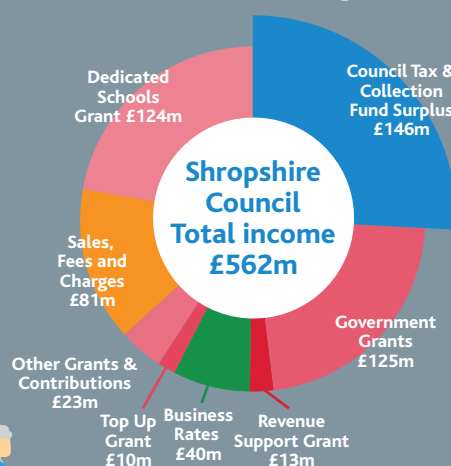 Shropshire
Council
Total income
£562m
Council Tax &
Collection
Fund Surplus
£146m
Government
Grants
£125m
Revenue
Support Grant
£13m
Business
Rates
£40m
Top Up
Grant
£10m
Other Grants &
Contributions
£23m
Sales,
Fees and
Charges
£81m
Dedicated
Schools
Grant £124m